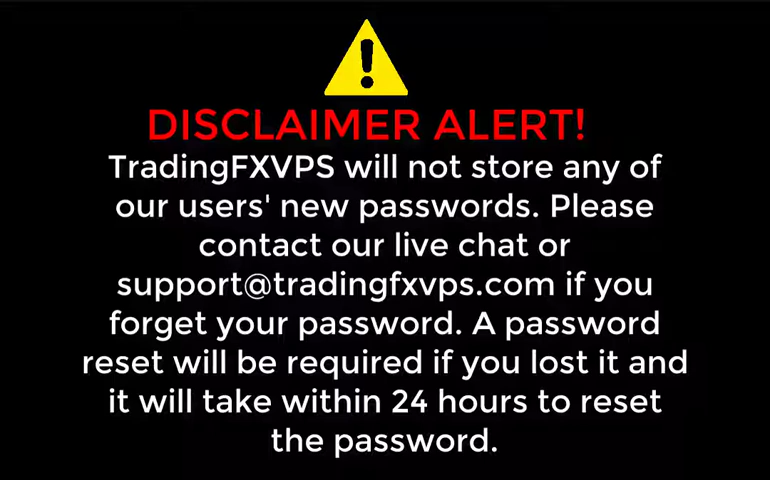 DISCLAIMER ALERT!
TradingFXVPS will not store any of
our users' new passwords. Please
contact our live chat or
support@tradingfxvps.com if you
forget your password. A password
reset will be required if you lost it and
it will take within 24 hours to reset
the password.